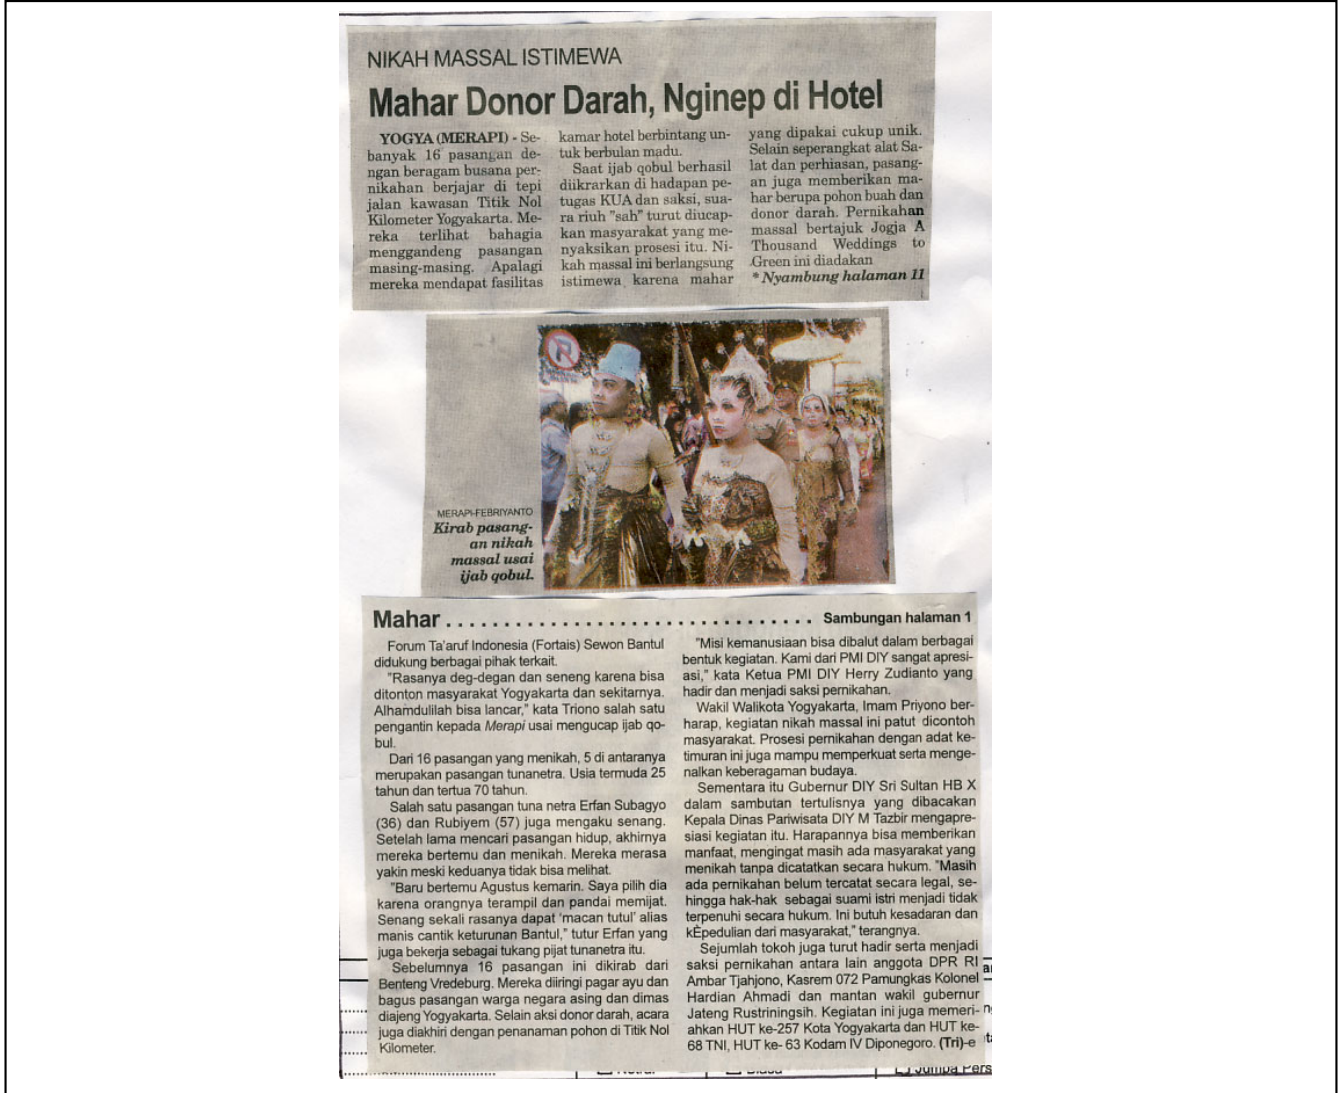 NIKAH MASSAL ISTIMEWA
Mahar Donor Darah, Nginep di Hotel
YOGYA (MERAPI) - Se-
banyak 16 pasangan de-
ngan beragam busana per-
nikahan berjajar di tepi
jalan kawasan Titik Nol
Kilometer Yogyakarta. Me-
reka terlihat bahagia
menggandeng pasangan
masing-masing. Apalagi
mereka mendapat fasilitas
kamar hotel berbintang un-
tuk berbulan madu.
Saat ijab qobul berhasil
diikrarkan di hadapan pe-
tugas KUA dan saksi, sua-
ra riuh "sah" turut diucap-
kan masyarakat yang me-
nyaksikan prosesi itu. Ni-
kah massal ini berlangsung
istimewa karena mahar
yang dipakai cukup unik.
Selain seperangkat alat Sa-
lat dan perhiasan, pasang-
an juga memberikan ma-
har berupa pohon buah dan
donor darah. Pernikahan
massal bertajuk Jogja A
Thousand Weddings to
Green ini diadakan
* Nyambung halaman 11
MERAPI-FEBRIYANTO
Kirab pasang-
an nikah
massal usai
ijab qobul.
Mahar . . . . . . . . . . . . . . . . . . . . . . . . . . . . . . . Sambungan halaman 1
Forum Ta'aruf Indonesia (Fortais) Sewon Bantul
didukung berbagai pihak terkait.
"Rasanya deg-degan dan seneng karena bisa
ditonton masyarakat Yogyakarta dan sekitarnya.
Alhamdulilah bisa lancar," kata Triono salah satu
pengantin kepada Merapi usai mengucap ijab qo-
bul.
Dari 16 pasangan yang menikah, 5 di antaranya
merupakan pasangan tunanetra. Usia termuda 25
tahun dan tertua 70 tahun.
Salah satu pasangan tuna netra Erfan Subagyo
(36) dan Rubiyem (57) juga mengaku senang.
Setelah lama mencari pasangan hidup, akhirnya
mereka bertemu dan menikah. Mereka merasa
yakin meski keduanya tidak bisa melihat.
"Baru bertemu Agustus kemarin. Saya pilih dia
karena orangnya terampil dan pandai memijat.
Senang sekali rasanya dapat 'macan tutul' alias
manis cantik keturunan Bantul," tutur Erfan yang
juga bekerja sebagai tukang pijat tunanetra itu.
Sebelumnya 16 pasangan ini dikirab dari
Benteng Vredeburg. Mereka diiringi pagar ayu dan
bagus pasangan warga negara asing dan dimas
diajeng Yogyakarta. Selain aksi donor darah, acara
juga diakhiri dengan penanaman pohon di Titik Nol
Kilometer.
"Misi kemanusiaan bisa dibalut dalam berbagai
bentuk kegiatan. Kami dari PMI DIY sangat apresi-
asi," kata Ketua PMI DIY Herry Zudianto yang
hadir dan menjadi saksi pernikahan.
Wakil Walikota Yogyakarta, Imam Priyono ber-
harap, kegiatan nikah massal ini patut dicontoh
masyarakat. Prosesi pernikahan dengan adat ke-
timuran ini juga mampu memperkuat serta menge-
nalkan keberagaman budaya.
Sementara itu Gubernur DIY Sri Sultan HB X
dalam sambutan tertulisnya yang dibacakan
Kepala Dinas Pariwisata DIY M Tazbir mengapre-
siasi kegiatan itu. Harapannya bisa memberikan
manfaat, mengingat masih ada masyarakat yang
menikah tanpa dicatatkan secara hukum. "Masih
ada pernikahan belum tercatat secara legal, se-
hingga hak-hak sebagai suami istri menjadi tidak
terpenuhi secara hukum. Ini butuh kesadaran dan
kÈpedulian dari masyarakat," terangnya.
Sejumlah tokoh juga turut hadir serta menjadi
saksi pernikahan antara lain anggota DPR RI
Ambar Tjahjono, Kasrem 072 Pamungkas Kolonel
Hardian Ahmadi dan mantan wakil gubernur
Jateng Rustriningsih. Kegiatan ini juga memeri-
ahkan HUT ke-257 Kota Yogyakarta dan HUT ke-
68 TNI, HUT ke- 63 Kodam IV Diponegoro. (Tri)-e